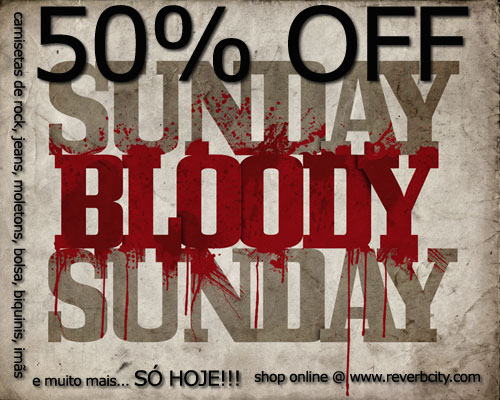 50% OFF
SUNDAY
BLOODY
SUNDAY
camisetas de rock, jeans, moletons, bolsa, biquinis, imãs
e muito mais... SÓ HOJE!!! shop online @ www.reverbcity.com